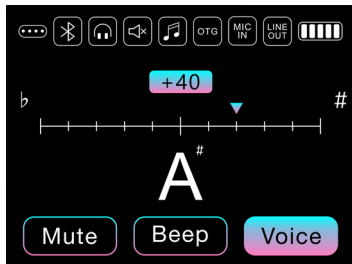 OTG MIC IN LINE OUT
+40
♭ #
A#
Mute Beep Voice